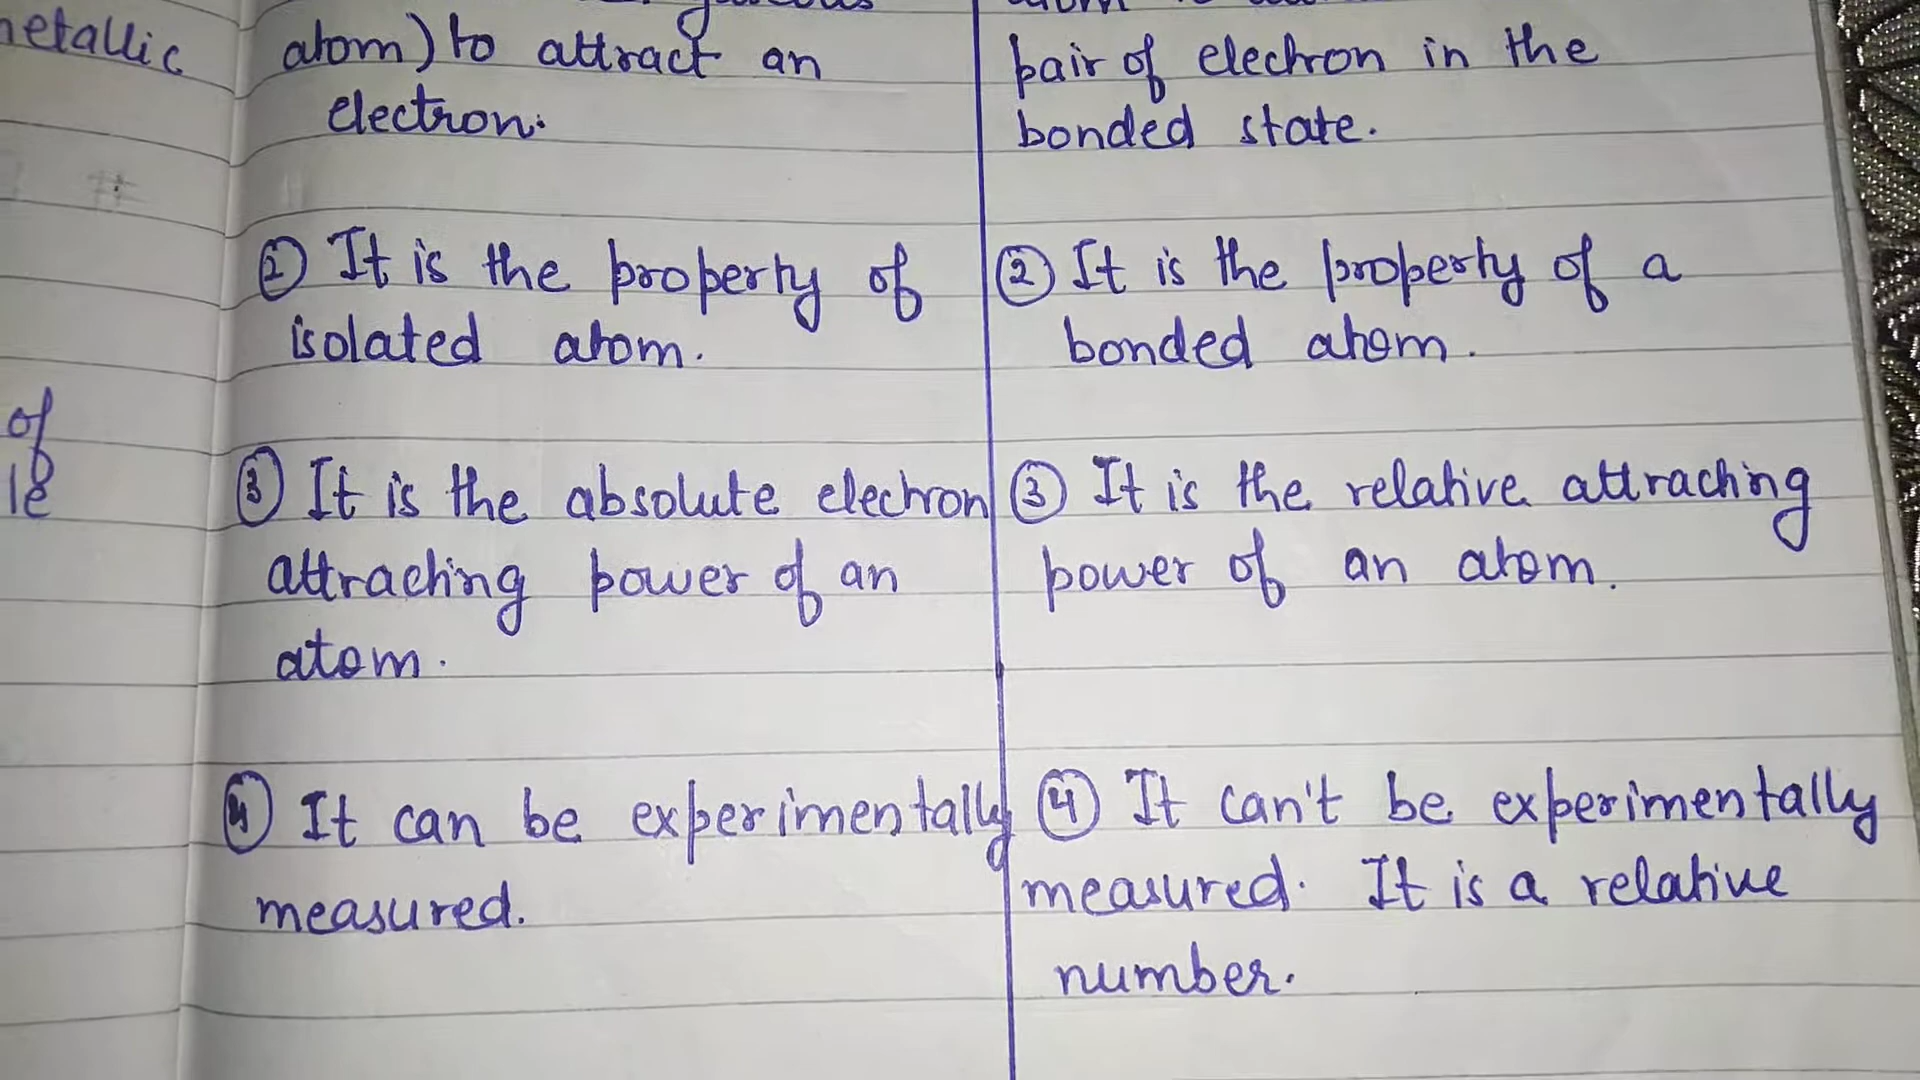 atom) to attract an
electron.
② It is the property of
isolated atom.
③ It is the absolute electron
attracting power of an
atom.
④ It can be experimentally
measured.
pair of electron in the
bonded state.
② It is the property of a
bonded atom.
③ It is the relative attracting
power of an atom.
④ It can't be experimentally
measured. It is a relative
number.
of